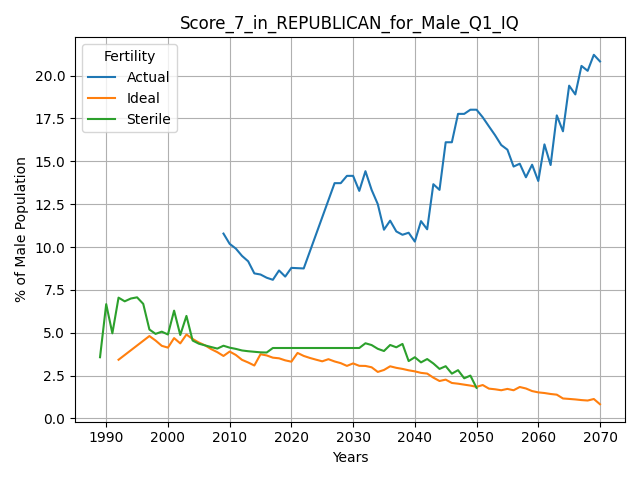 Score_7_in_REPUBLICAN_for_Male_Q1_IQ
Fertility
Actual
Ideal
Sterile
% of Male Population
20.0
17.5
15.0
12.5
10.0
7.5
5.0
2.5
0.0
1990 2000 2010 2020 2030 2040 2050 2060 2070
Years